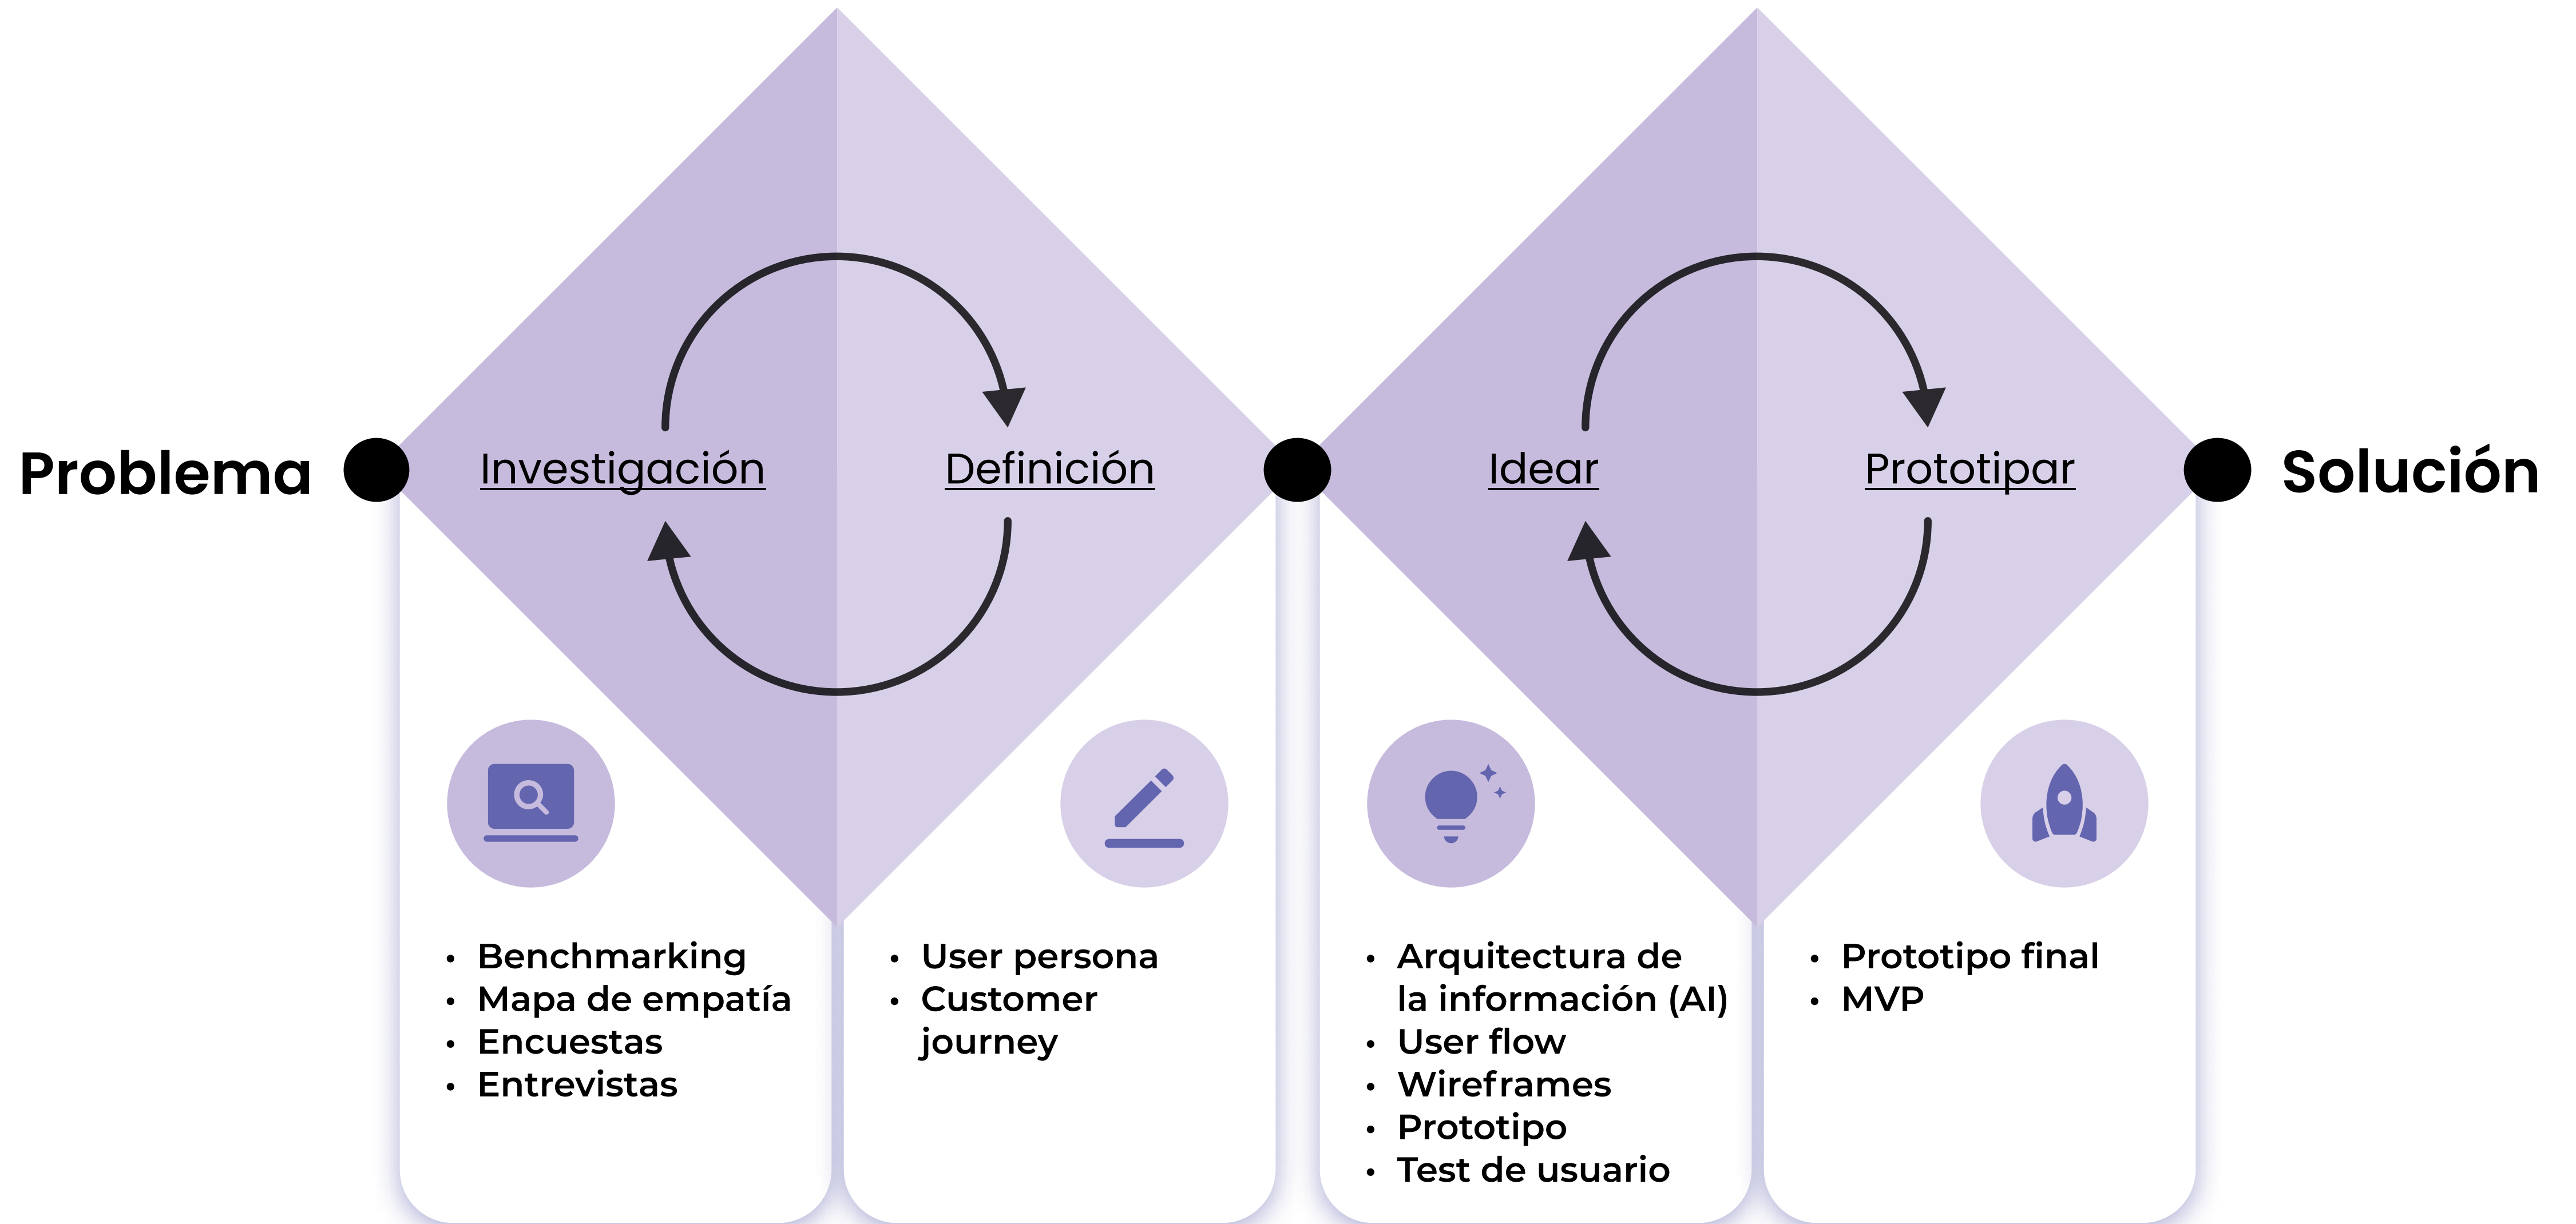 Problema
Investigación
Definición
Idear
Prototipar
Solución
• Benchmarking
• Mapa de empatía
• Encuestas
• Entrevistas
• User persona
• Customer
journey
• Arquitectura de
la información (AI)
• User flow
• Wireframes
• Prototipo
• Test de usuario
• Prototipo final
• MVP